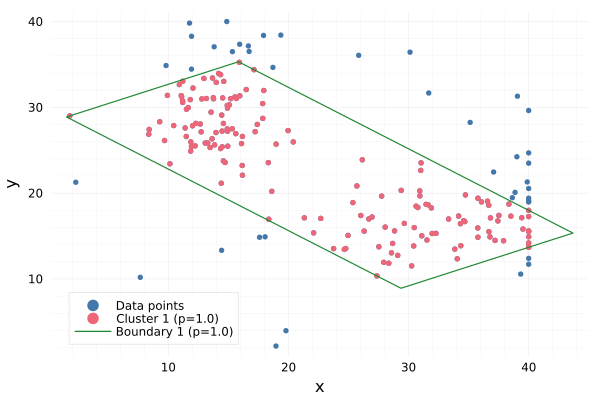 40
30
20
10
y
Data points
Cluster 1 (p=1.0)
Boundary 1 (p=1.0)
10 20 30 40
x